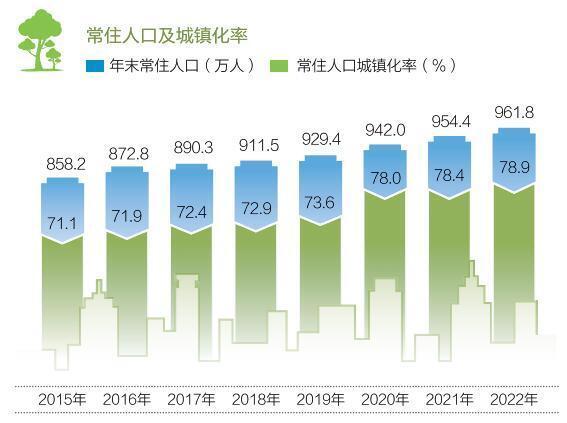 常住人口及城镇化率
年末常住人口（万人） 常住人口城镇化率（%）
858.2 872.8 890.3 911.5 929.4 942.0 954.4 961.8
71.1 71.9 72.4 72.9 73.6 78.0 78.4 78.9
2015年 2016年 2017年 2018年 2019年 2020年 2021年 2022年